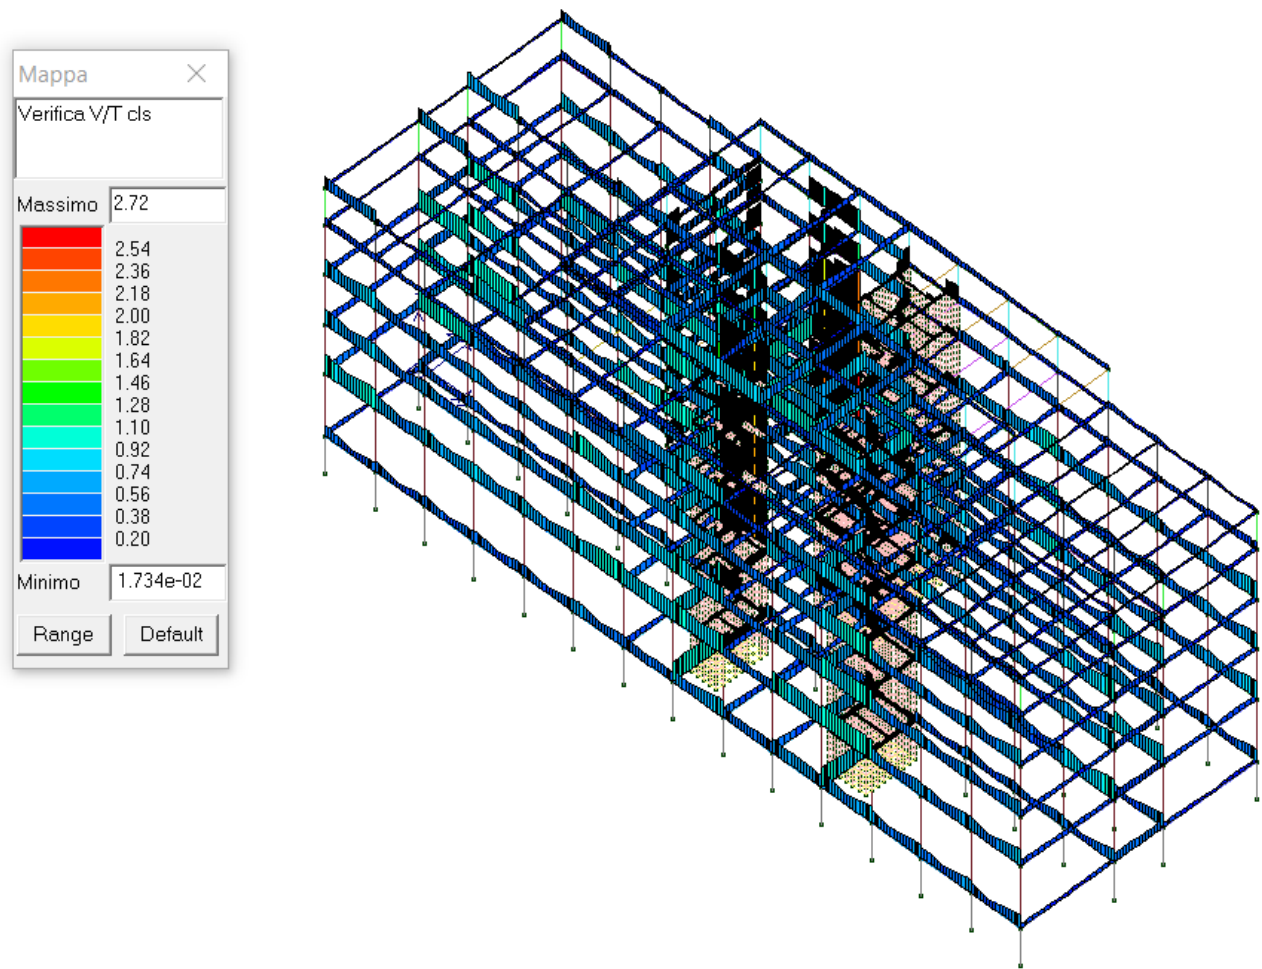 Mappa
Verifica V/T cls
Massimo 2.72
2.54
2.36
2.18
2.00
1.82
1.64
1.46
1.28
1.10
0.92
0.74
0.56
0.38
0.20
Minimo 1.734e-02
Range Default